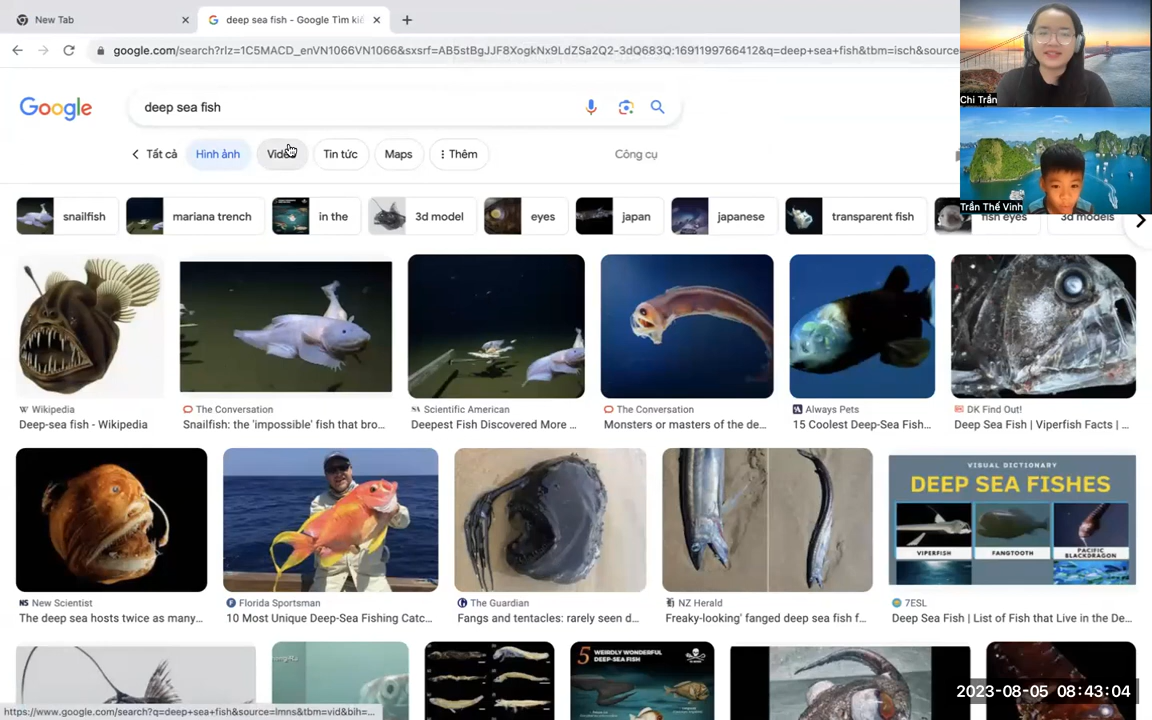 New Tab
deep sea fish - Google Tìm kiế
google.com/search?rlz=1C5MACD_enVN1066VN1066&sxsrf=AB5stBgJJF8XogkNx9LdZSa2Q2-3dQ683Q:1691199766412&q=deep+sea+fish&tbm=isch&source
Google
deep sea fish
Tất cả
Hình ảnh
Video
Tin tức
Maps
Thêm
Công cụ
Chi Trần
Trần Thế Vinh
snailfish
mariana trench
in the
3d model
eyes
japan
japanese
transparent fish
fish eyes
3d models
Wikipedia
Deep-sea fish - Wikipedia
The Conversation
Snailfish: the 'impossible' fish that bro...
Scientific American
Deepest Fish Discovered More ...
The Conversation
Monsters or masters of the de...
Always Pets
15 Coolest Deep-Sea Fish...
DK Find Out!
Deep Sea Fish | Viperfish Facts | ...
VISUAL DICTIONARY
DEEP SEA FISHES
VIPERFISH
FANGTOOTH
PACIFIC
BLACKDRAGON
New Scientist
The deep sea hosts twice as many...
Florida Sportsman
10 Most Unique Deep-Sea Fishing Catc...
The Guardian
Fangs and tentacles: rarely seen d...
NZ Herald
Freaky-looking' fanged deep sea fish f...
7ESL
Deep Sea Fish | List of Fish that Live in the De...
5 WEIRDLY WONDERFUL
DEEP-SEA FISH
2023-08-05 08:43:04
https://www.google.com/search?q=deep+sea+fish&source=lnms&tbm=vid&bih=...